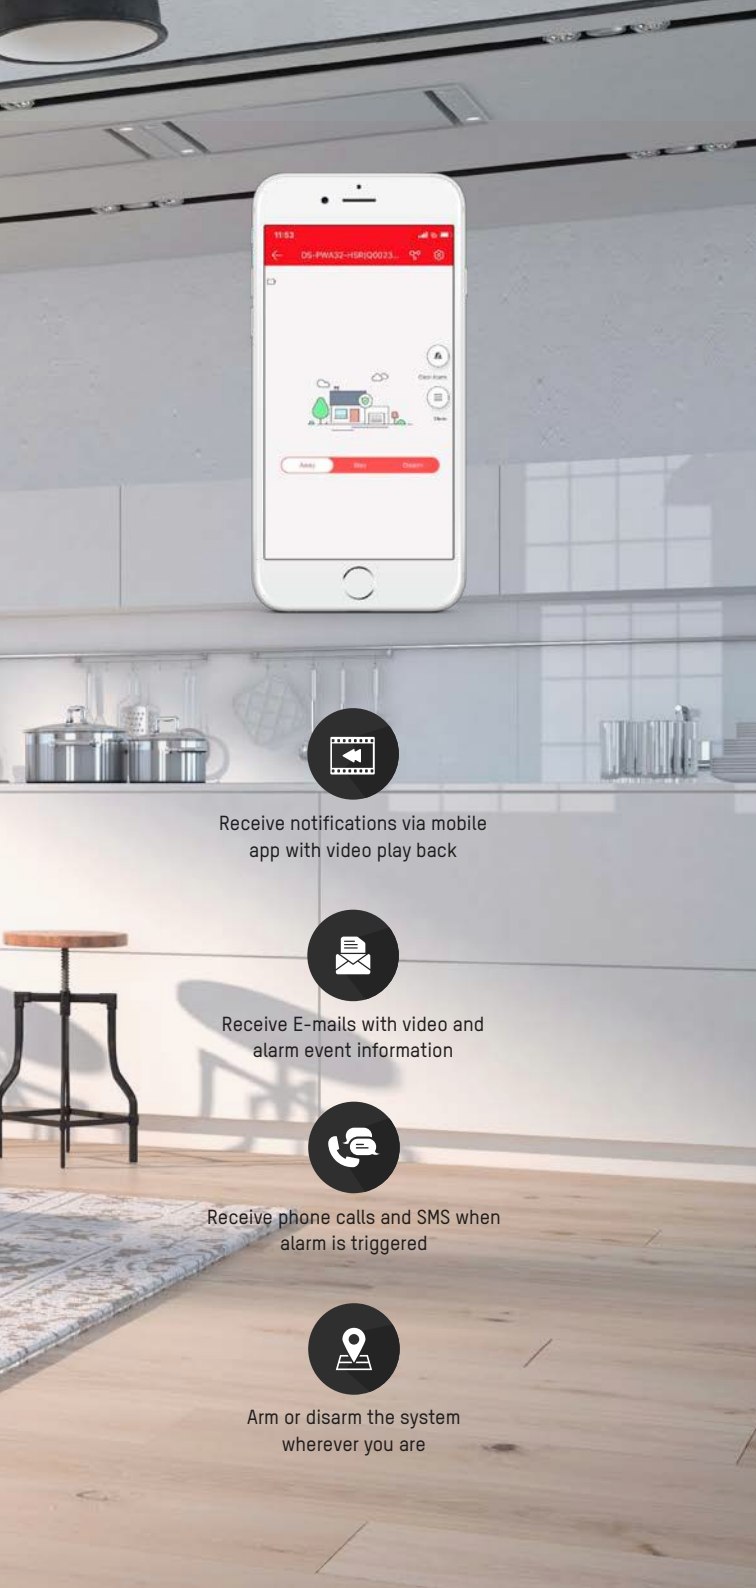 11:53
DS-PWA32-HSR(Q0023...
Away
Receive notifications via mobile
app with video play back
Receive E-mails with video and
alarm event information
Receive phone calls and SMS when
alarm is triggered
Arm or disarm the system
wherever you are